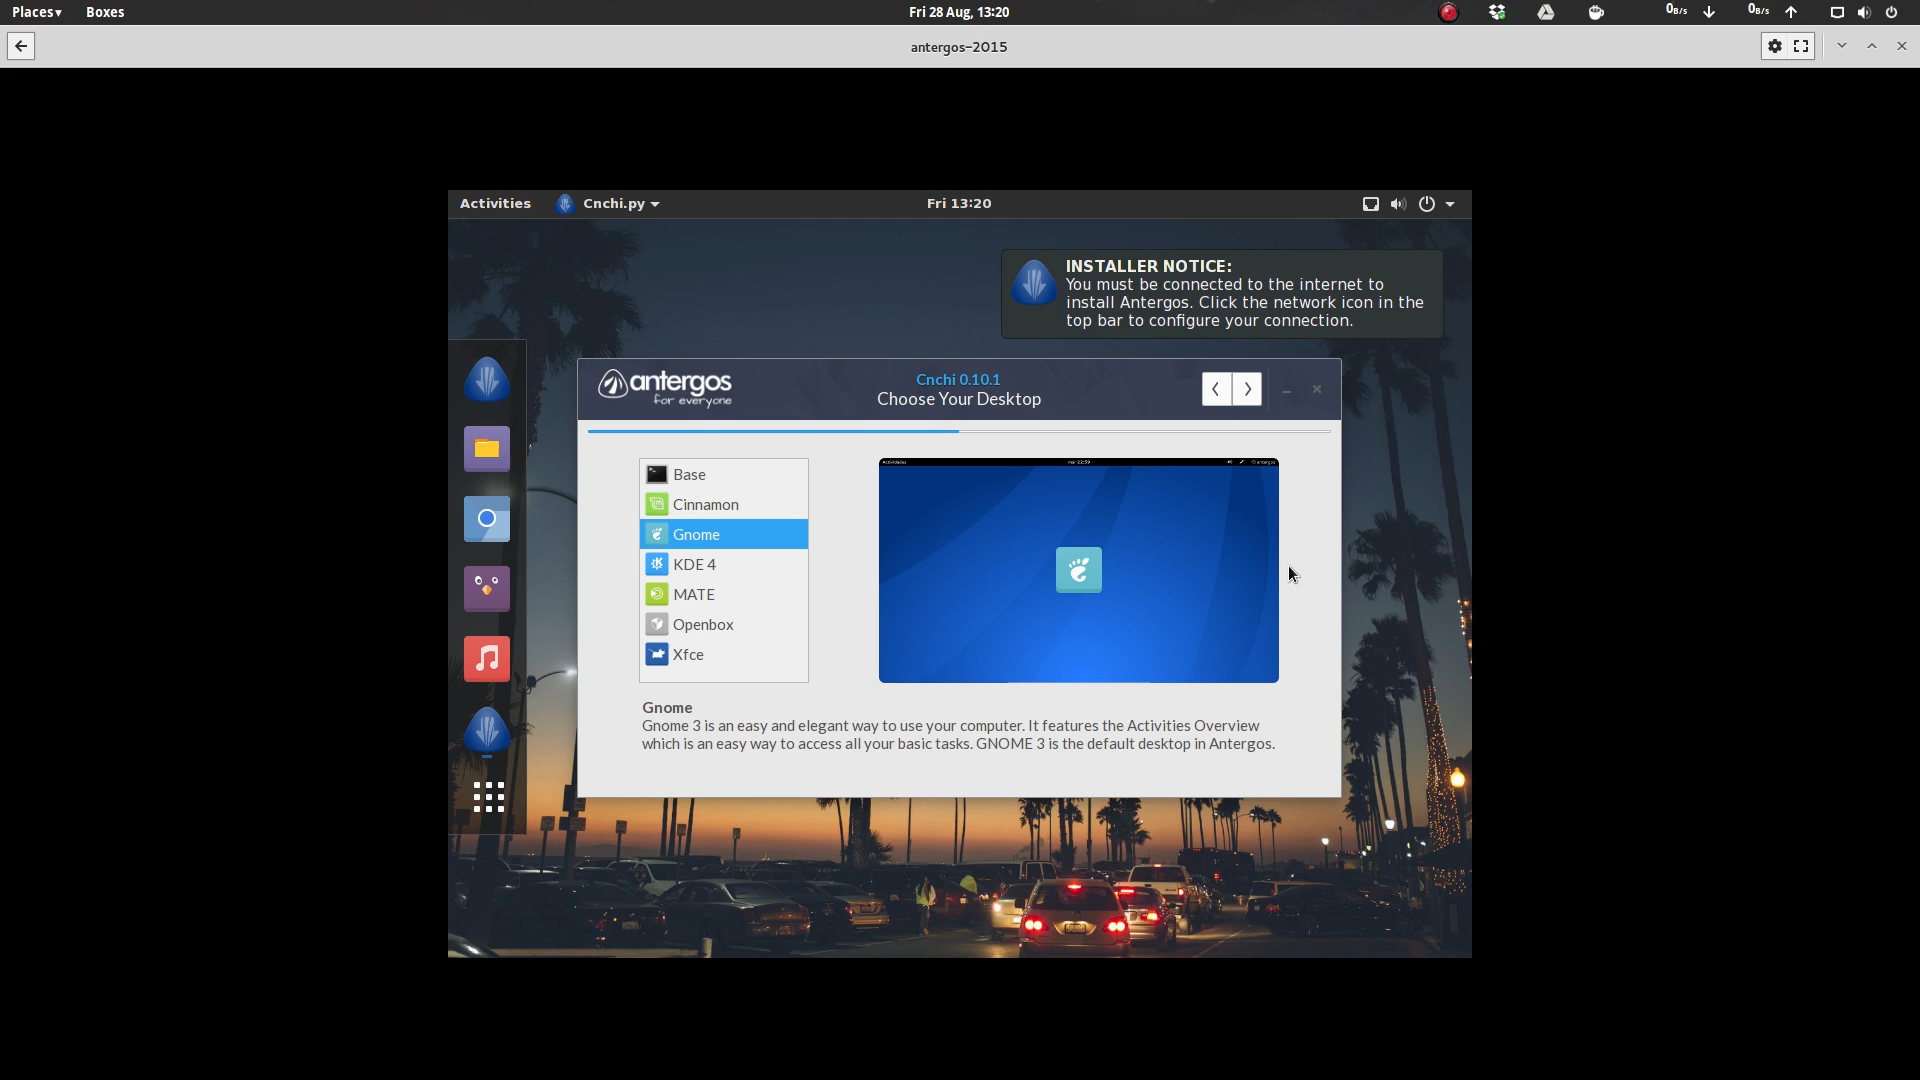 Places▾ Boxes Fri 28 Aug, 13:20 0B/s 0B/s
antergos-2015
Activities Cnchi.py Fri 13:20
INSTALLER NOTICE:
You must be connected to the internet to
install Antergos. Click the network icon in the
top bar to configure your connection.
antergos
for everyone
Cnchi 0.10.1
Choose Your Desktop
Base
Cinnamon
Gnome
KDE 4
MATE
Openbox
Xfce
Gnome
Gnome 3 is an easy and elegant way to use your computer. It features the Activities Overview
which is an easy way to access all your basic tasks. GNOME 3 is the default desktop in Antergos.